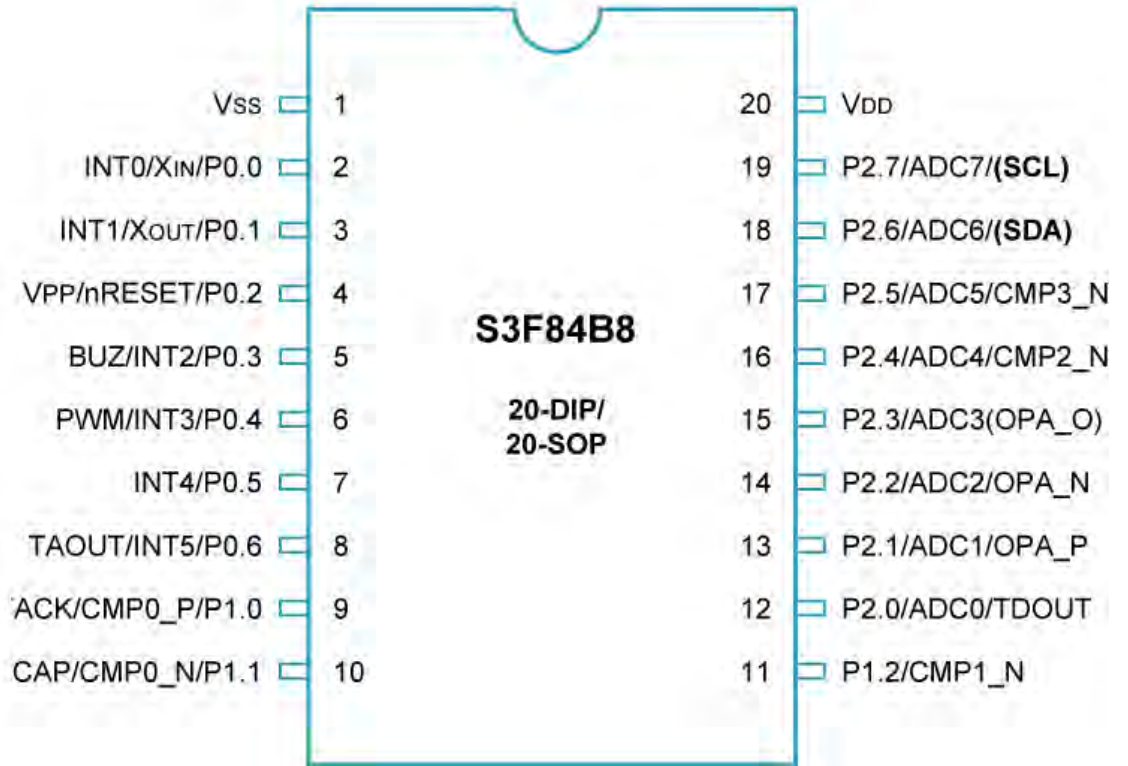 Vss 1 20 VDD
INT0/XIN/P0.0 2 19 P2.7/ADC7/(SCL)
INT1/XOUT/P0.1 3 18 P2.6/ADC6/(SDA)
VPP/nRESET/P0.2 4 17 P2.5/ADC5/CMP3_N
S3F84B8
BUZ/INT2/P0.3 5 16 P2.4/ADC4/CMP2_N
PWM/INT3/P0.4 6 20-DIP/ 15 P2.3/ADC3(OPA_O)
20-SOP
INT4/P0.5 7 14 P2.2/ADC2/OPA_N
TAOUT/INT5/P0.6 8 13 P2.1/ADC1/OPA_P
ACK/CMP0_P/P1.0 9 12 P2.0/ADC0/TDOUT
CAP/CMP0_N/P1.1 10 11 P1.2/CMP1_N